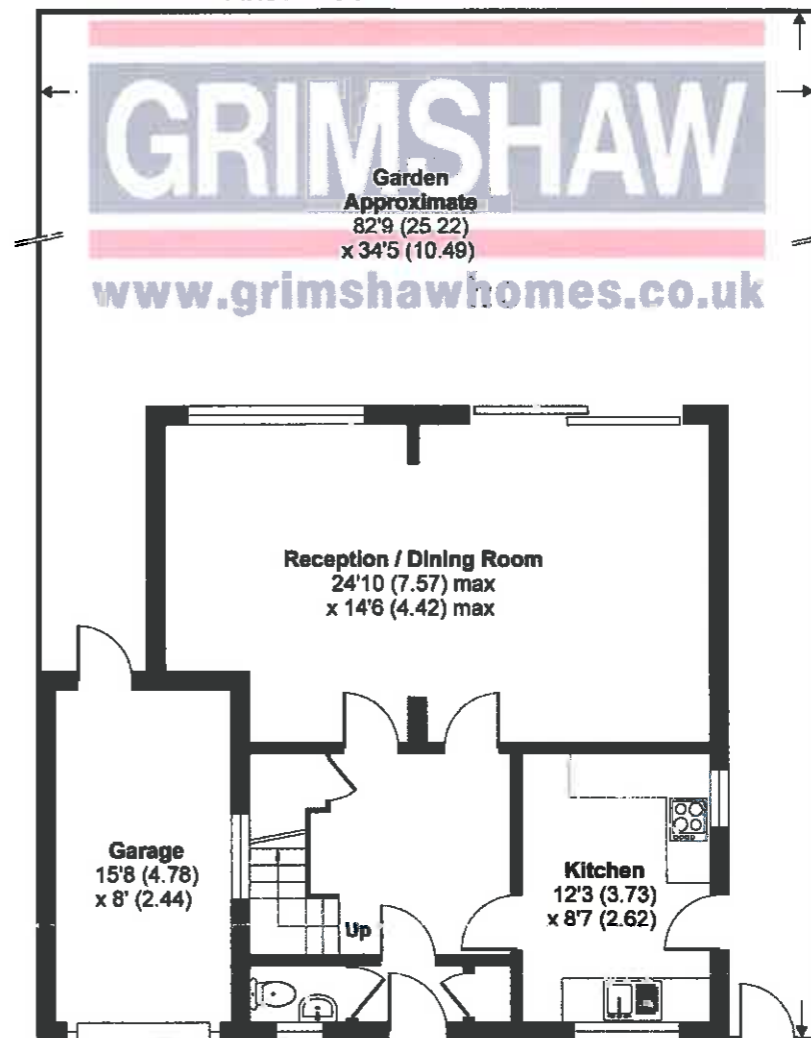 GRIMSHAW
Garden
Approximate
82'9 (25.22)
x 34'5 (10.49)
www.grimshawhomes.co.uk
Reception / Dining Room
24'10 (7.57) max
x 14'6 (4.42) max
Garage
15'8 (4.78)
x 8' (2.44)
Kitchen
12'3 (3.73)
x 8'7 (2.62)
Up